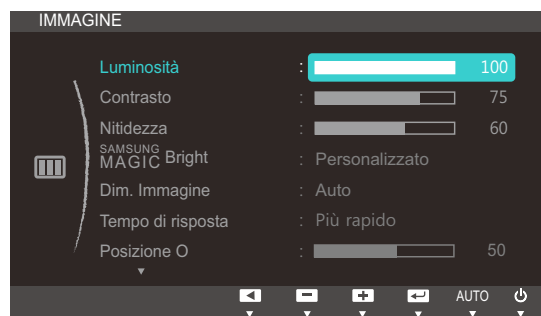 IMMAGINE
Luminosità : 100
Contrasto : 75
Nitidezza : 60
SAMSUNG MAGIC Bright : Personalizzato
Dim. Immagine : Auto
Tempo di risposta : Più rapido
Posizione O : 50
AUTO